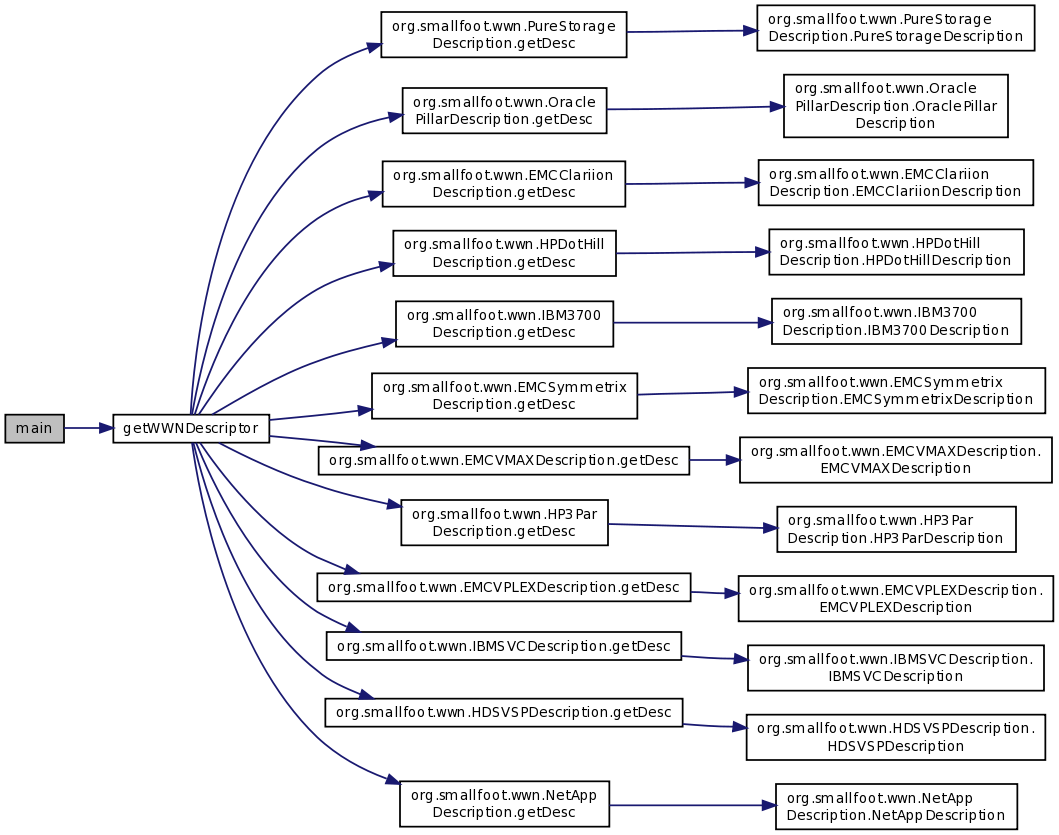 main
getWWNDescriptor
org.smallfoot.wwn.PureStorage
Description.getDesc
org.smallfoot.wwn.PureStorage
Description.PureStorageDescription
org.smallfoot.wwn.Oracle
PillarDescription.getDesc
org.smallfoot.wwn.Oracle
PillarDescription.OraclePillar
Description
org.smallfoot.wwn.EMCClariion
Description.getDesc
org.smallfoot.wwn.EMCClariion
Description.EMCClariionDescription
org.smallfoot.wwn.HPDotHill
Description.getDesc
org.smallfoot.wwn.HPDotHill
Description.HPDotHillDescription
org.smallfoot.wwn.IBM3700
Description.getDesc
org.smallfoot.wwn.IBM3700
Description.IBM3700Description
org.smallfoot.wwn.EMCSymmetrix
Description.getDesc
org.smallfoot.wwn.EMCSymmetrix
Description.EMCSymmetrixDescription
org.smallfoot.wwn.EMCVMAXDescription.getDesc
org.smallfoot.wwn.EMCVMAXDescription.
EMCVMAXDescription
org.smallfoot.wwn.HP3Par
Description.getDesc
org.smallfoot.wwn.HP3Par
Description.HP3ParDescription
org.smallfoot.wwn.EMCVPLEXDescription.getDesc
org.smallfoot.wwn.EMCVPLEXDescription.
EMCVPLEXDescription
org.smallfoot.wwn.IBMSVCDescription.getDesc
org.smallfoot.wwn.IBMSVCDescription.
IBMSVCDescription
org.smallfoot.wwn.HDSVSPDescription.getDesc
org.smallfoot.wwn.HDSVSPDescription.
HDSVSPDescription
org.smallfoot.wwn.NetApp
Description.getDesc
org.smallfoot.wwn.NetApp
Description.NetAppDescription